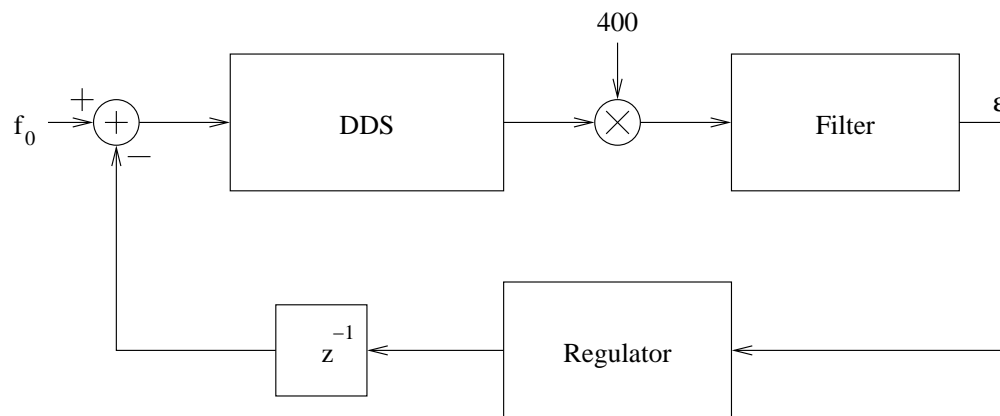 400
+
f0
+
−
DDS
×
Filter
ε
z−1
Regulator